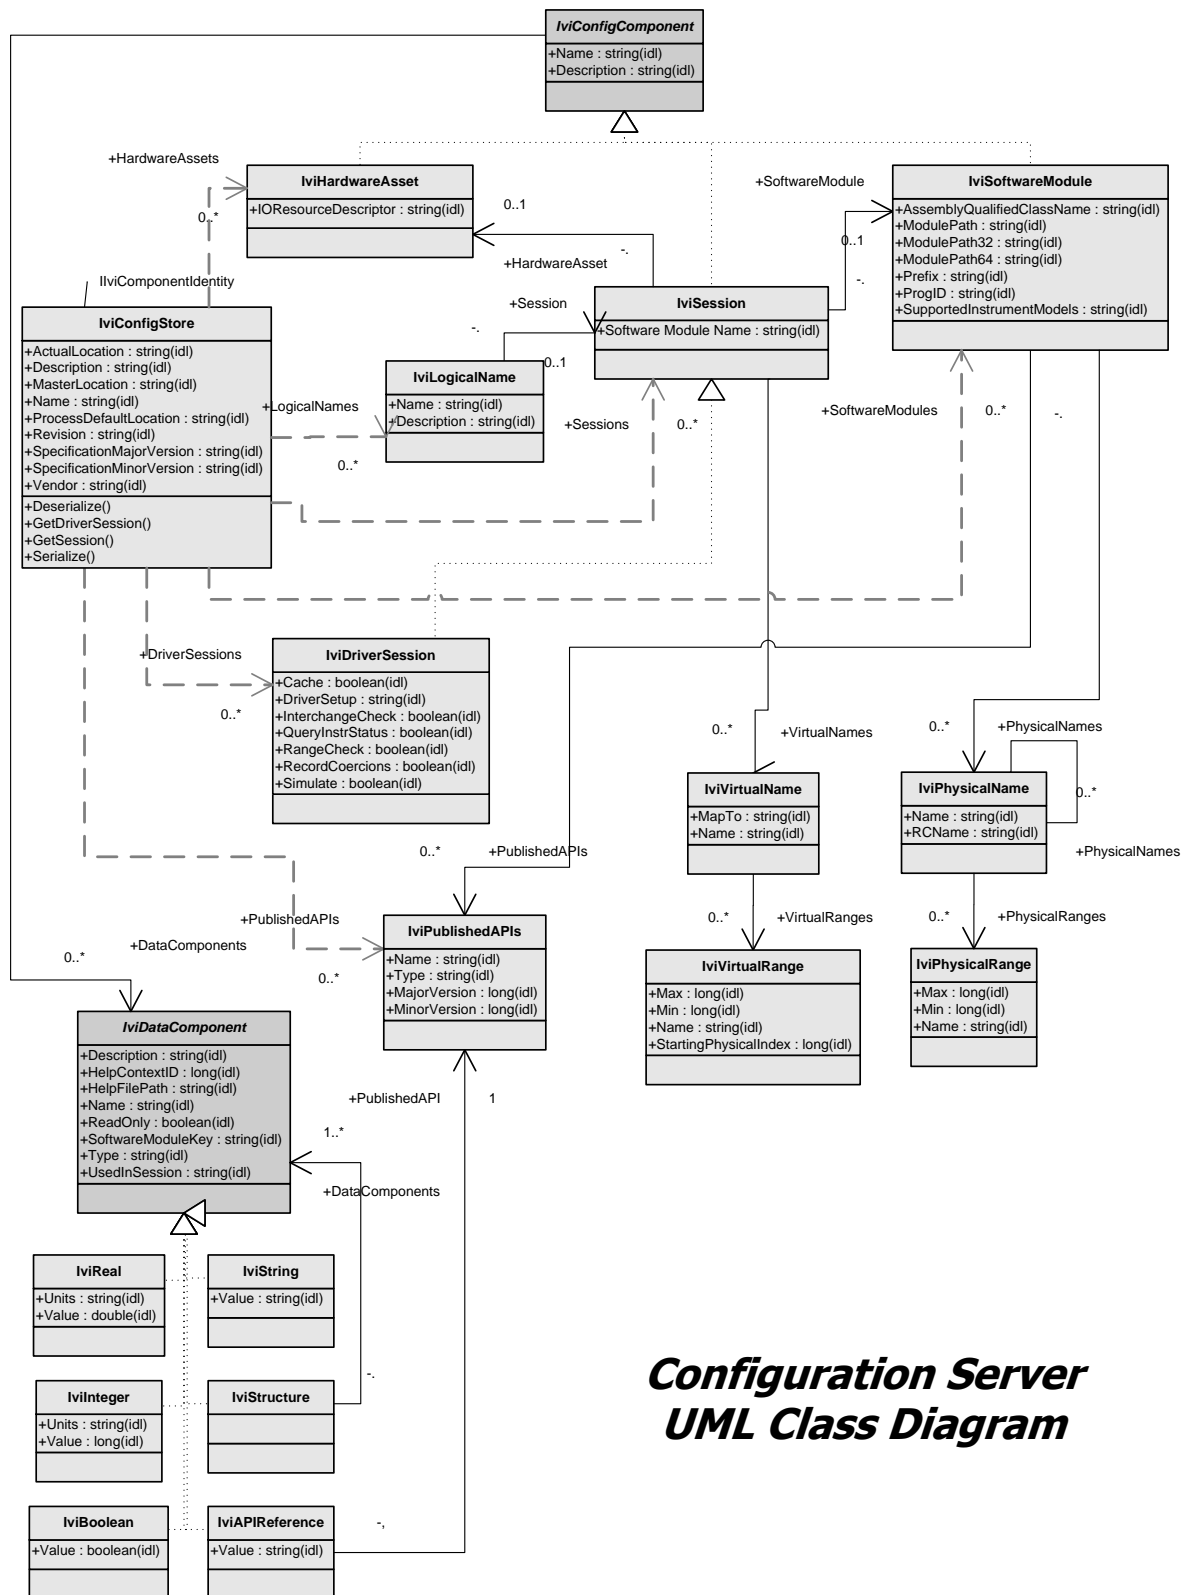 IviConfigComponent
+Name : string(idl)
+Description : string(idl)
+HardwareAssets
0..*
IviHardwareAsset
+IOResourceDescriptor : string(idl)
0..1
+HardwareAsset
-.
+SoftwareModule
0..1
-.
IviSoftwareModule
+AssemblyQualifiedClassName : string(idl)
+ModulePath : string(idl)
+ModulePath32 : string(idl)
+ModulePath64 : string(idl)
+Prefix : string(idl)
+ProgID : string(idl)
+SupportedInstrumentModels : string(idl)
IIviComponentIdentity
IviConfigStore
+ActualLocation : string(idl)
+Description : string(idl)
+MasterLocation : string(idl)
+Name : string(idl)
+ProcessDefaultLocation : string(idl)
+Revision : string(idl)
+SpecificationMajorVersion : string(idl)
+SpecificationMinorVersion : string(idl)
+Vendor : string(idl)
+Deserialize()
+GetDriverSession()
+GetSession()
+Serialize()
+Session
-.
0..1
IviSession
+Software Module Name : string(idl)
IviLogicalName
+Name : string(idl)
+Description : string(idl)
+LogicalNames
0..*
+Sessions
0..*
+SoftwareModules
0..*
-.
+DriverSessions
0..*
IviDriverSession
+Cache : boolean(idl)
+DriverSetup : string(idl)
+InterchangeCheck : boolean(idl)
+QueryInstrStatus : boolean(idl)
+RangeCheck : boolean(idl)
+RecordCoercions : boolean(idl)
+Simulate : boolean(idl)
0..*
+VirtualNames
0..*
+PhysicalNames
IviVirtualName
+MapTo : string(idl)
+Name : string(idl)
IviPhysicalName
+Name : string(idl)
+RCName : string(idl)
0..*
+PhysicalNames
0..*
+PublishedAPIs
+PublishedAPIs
0..*
0..*
+VirtualRanges
0..*
+PhysicalRanges
IviPublishedAPIs
+Name : string(idl)
+Type : string(idl)
+MajorVersion : long(idl)
+MinorVersion : long(idl)
IviVirtualRange
+Max : long(idl)
+Min : long(idl)
+Name : string(idl)
+StartingPhysicalIndex : long(idl)
IviPhysicalRange
+Max : long(idl)
+Min : long(idl)
+Name : string(idl)
0..*
+DataComponents
IviDataComponent
+Description : string(idl)
+HelpContextID : long(idl)
+HelpFilePath : string(idl)
+Name : string(idl)
+ReadOnly : boolean(idl)
+SoftwareModuleKey : string(idl)
+Type : string(idl)
+UsedInSession : string(idl)
+PublishedAPI
1
1..*
+DataComponents
IviReal
+Units : string(idl)
+Value : double(idl)
IviString
+Value : string(idl)
IviInteger
+Units : string(idl)
+Value : long(idl)
IviStructure
-.
IviBoolean
+Value : boolean(idl)
IviAPIReference
+Value : string(idl)
-,
Configuration Server
UML Class Diagram